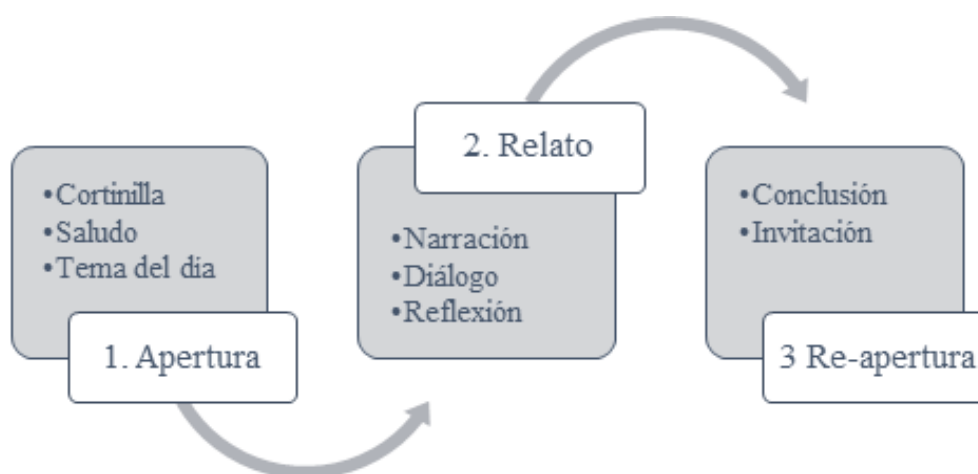 •Cortinilla
•Saludo
•Tema del día
1. Apertura
2. Relato
•Narración
•Diálogo
•Reflexión
•Conclusión
•Invitación
3 Re-apertura